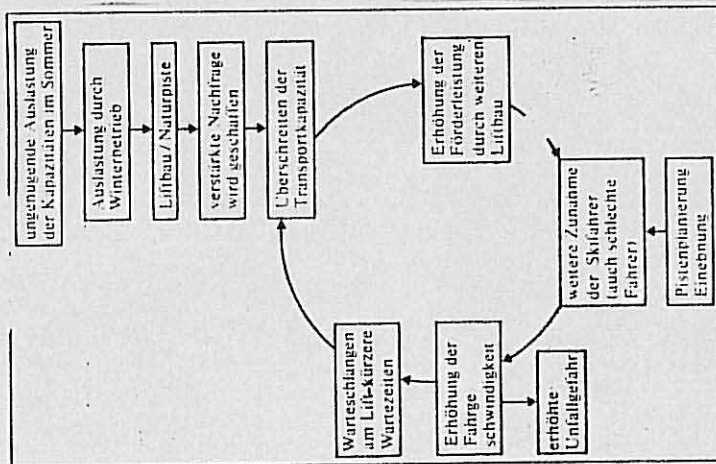 ungenugende Auslastung
der Kapazitäten im Sommer
Auslastung durch
Winterbetrieb
Liftbau / Naturpiste
verstärkte Nachfrage
wird geschaffen
Überschreiten der
Transportkapazität
Erhöhung der
Förderleistung
durch weiteren
Liftbau
weitere Zunahme
der Skifahrer
(auch schlechte
Fahrer)
Pistenplanierung
Einebnung
Erhöhung der
Fahrge
schwindigkeit
erhöhte
Unfallgefahr
Warteschlangen
am Lift-kürzere
Wartezeiten